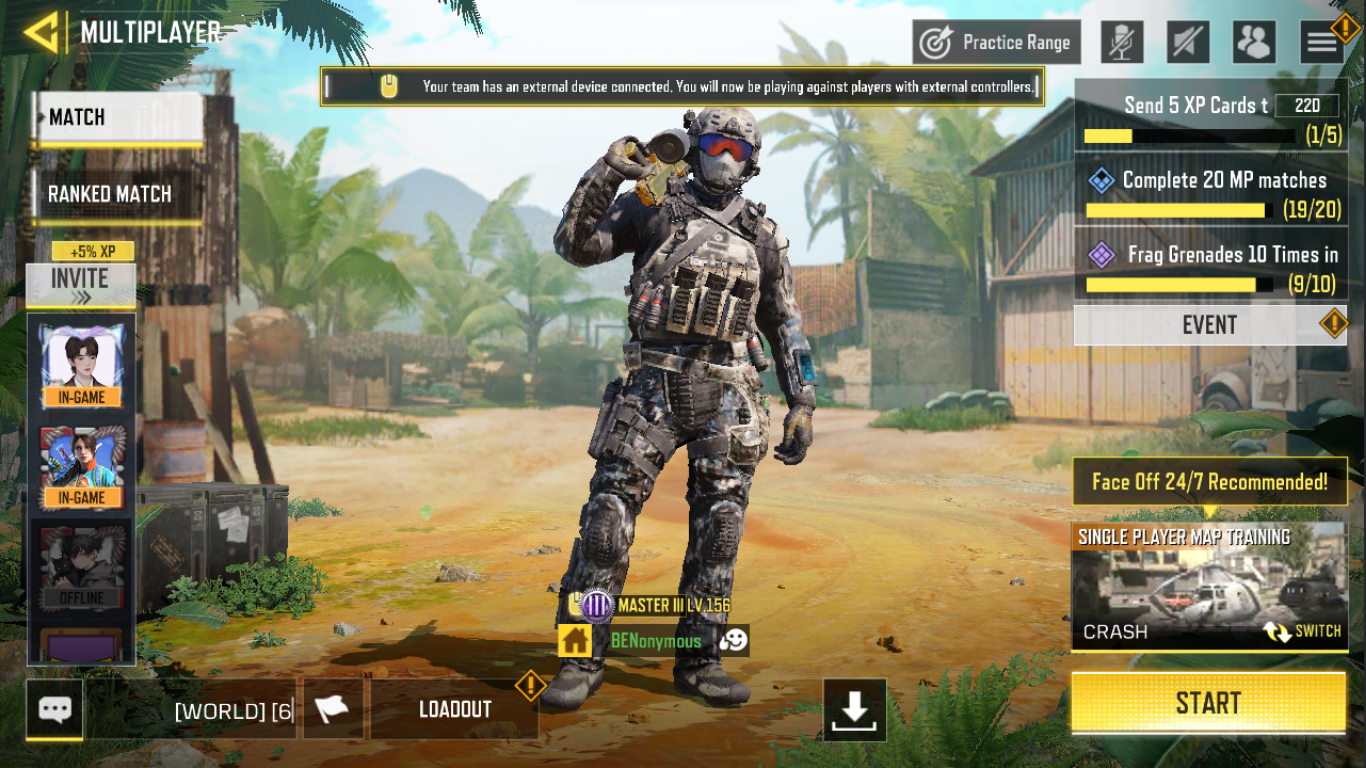 MULTIPLAYER
Practice Range
Your team has an external device connected. You will now be playing against players with external controllers.
MATCH
RANKED MATCH
+5% XP
INVITE
IN-GAME
IN-GAME
OFFLINE
Send 5 XP Cards t
22D
(1/5)
Complete 20 MP matches
(19/20)
Frag Grenades 10 Times in
(9/10)
EVENT
Face Off 24/7 Recommended!
SINGLE PLAYER MAP TRAINING
CRASH
SWITCH
START
MASTER III LV.156
BENonymous
[WORLD] [6
LOADOUT